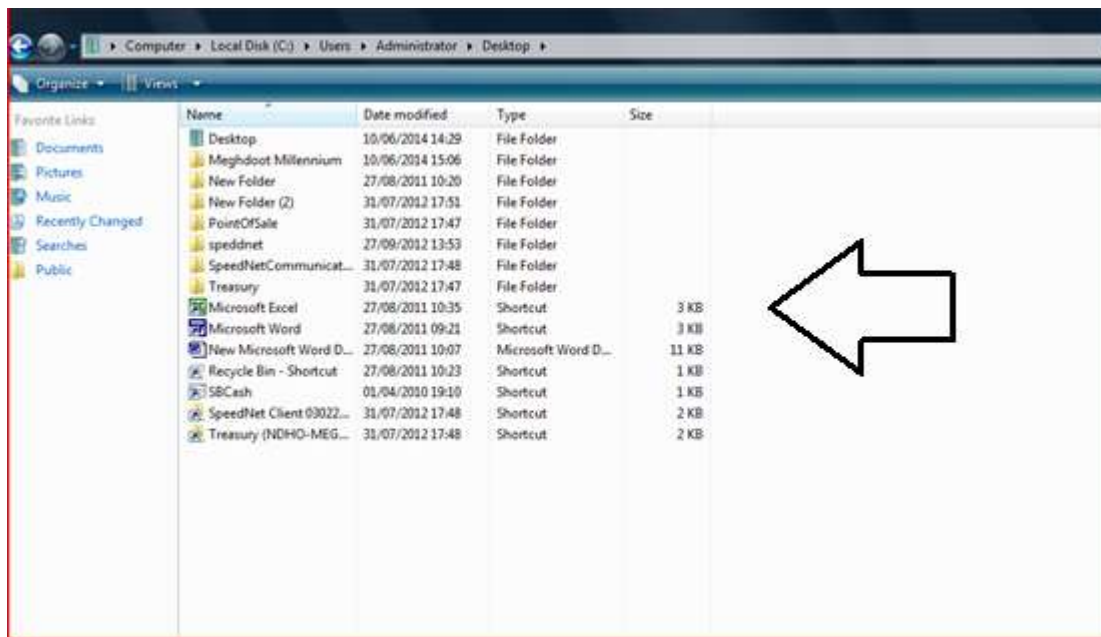 Computer ▸ Local Disk (C:) ▸ Users ▸ Administrator ▸ Desktop ▸
Organize Views
Favorite Links
Documents
Pictures
Music
Recently Changed
Searches
Public
Name Date modified Type Size
Desktop 10/06/2014 14:29 File Folder
Meghdoot Millennium 10/06/2014 15:06 File Folder
New Folder 27/08/2011 10:20 File Folder
New Folder (2) 31/07/2012 17:51 File Folder
PointOfSale 31/07/2012 17:47 File Folder
speddnet 27/09/2012 13:53 File Folder
SpeedNetCommunicat... 31/07/2012 17:48 File Folder
Treasury 31/07/2012 17:47 File Folder
Microsoft Excel 27/08/2011 10:35 Shortcut 3 KB
Microsoft Word 27/08/2011 09:21 Shortcut 3 KB
New Microsoft Word D... 27/08/2011 10:07 Microsoft Word D... 11 KB
Recycle Bin - Shortcut 27/08/2011 10:23 Shortcut 1 KB
SBCash 01/04/2010 19:10 Shortcut 1 KB
SpeedNet Client 03022... 31/07/2012 17:48 Shortcut 2 KB
Treasury (NDHO-MEG... 31/07/2012 17:48 Shortcut 2 KB